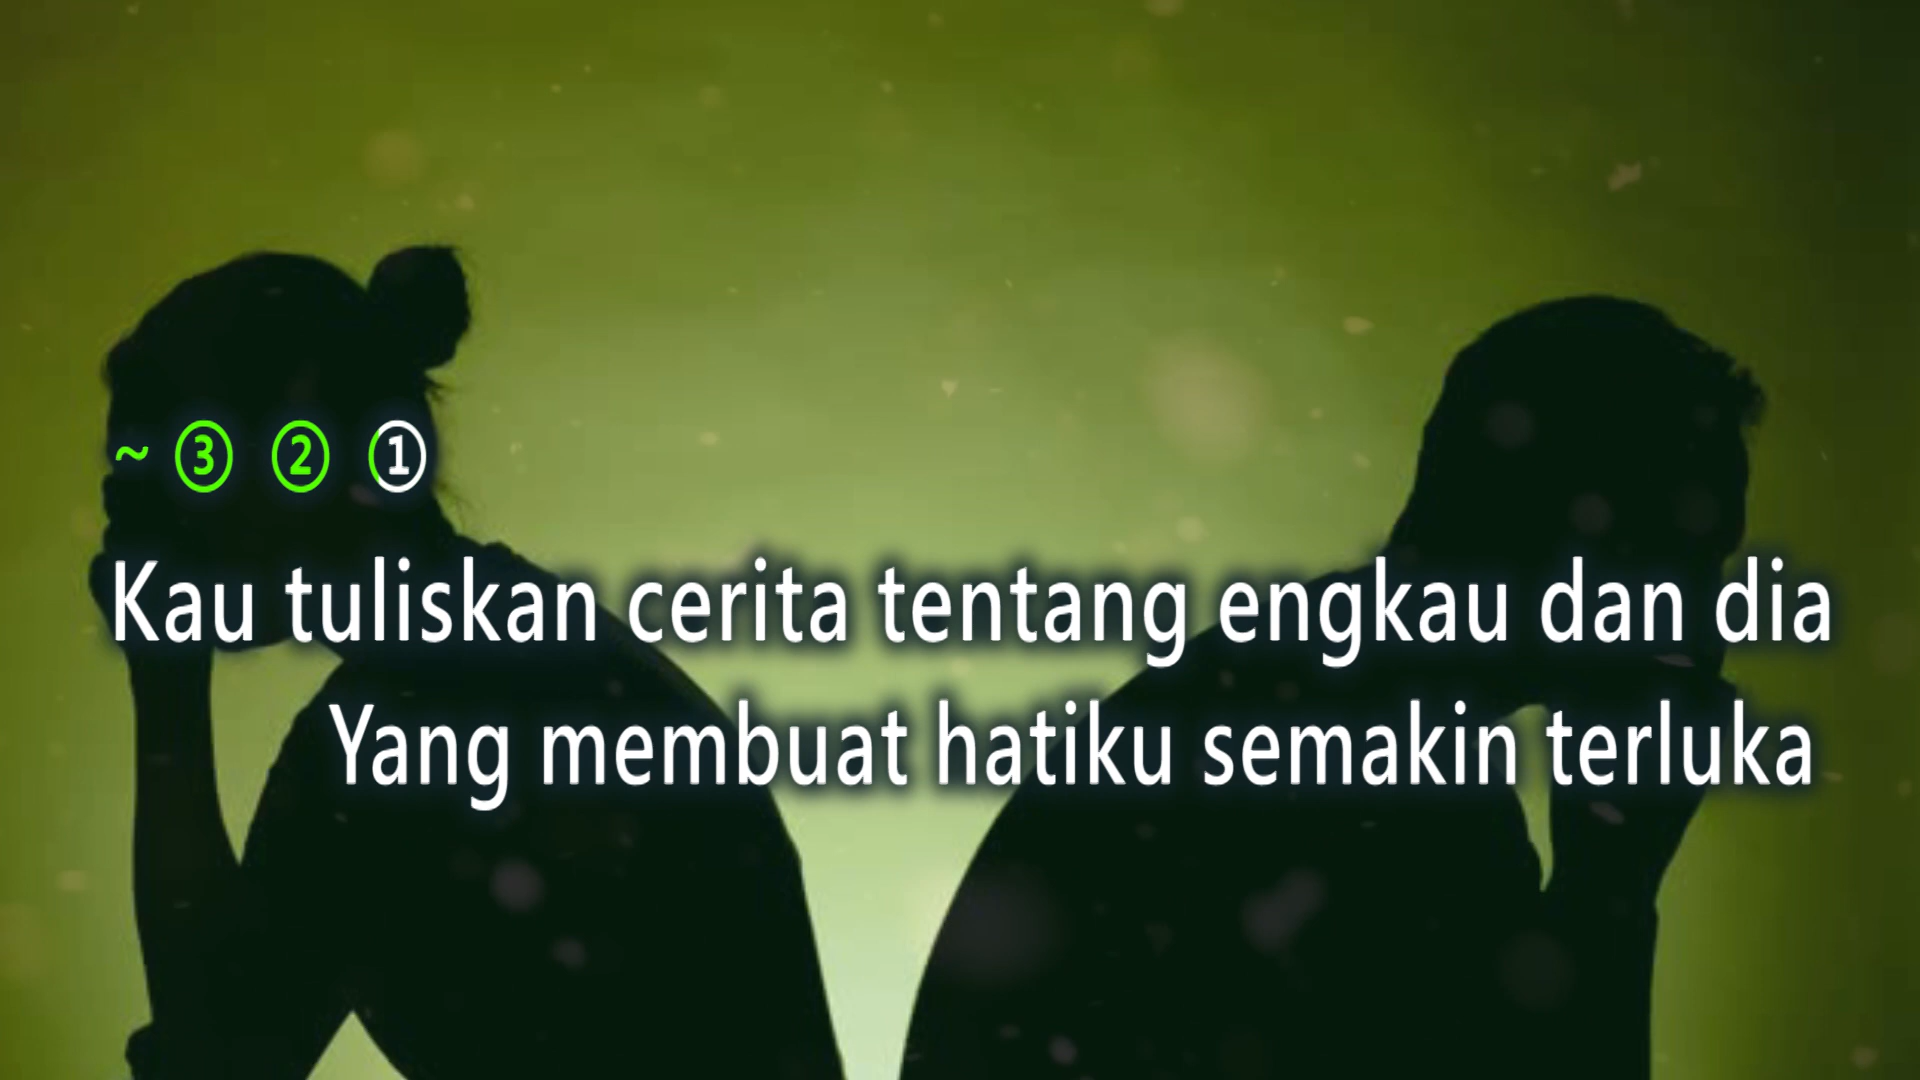 ~ ③ ② ①
Kau tuliskan cerita tentang engkau dan dia
Yang membuat hatiku semakin terluka